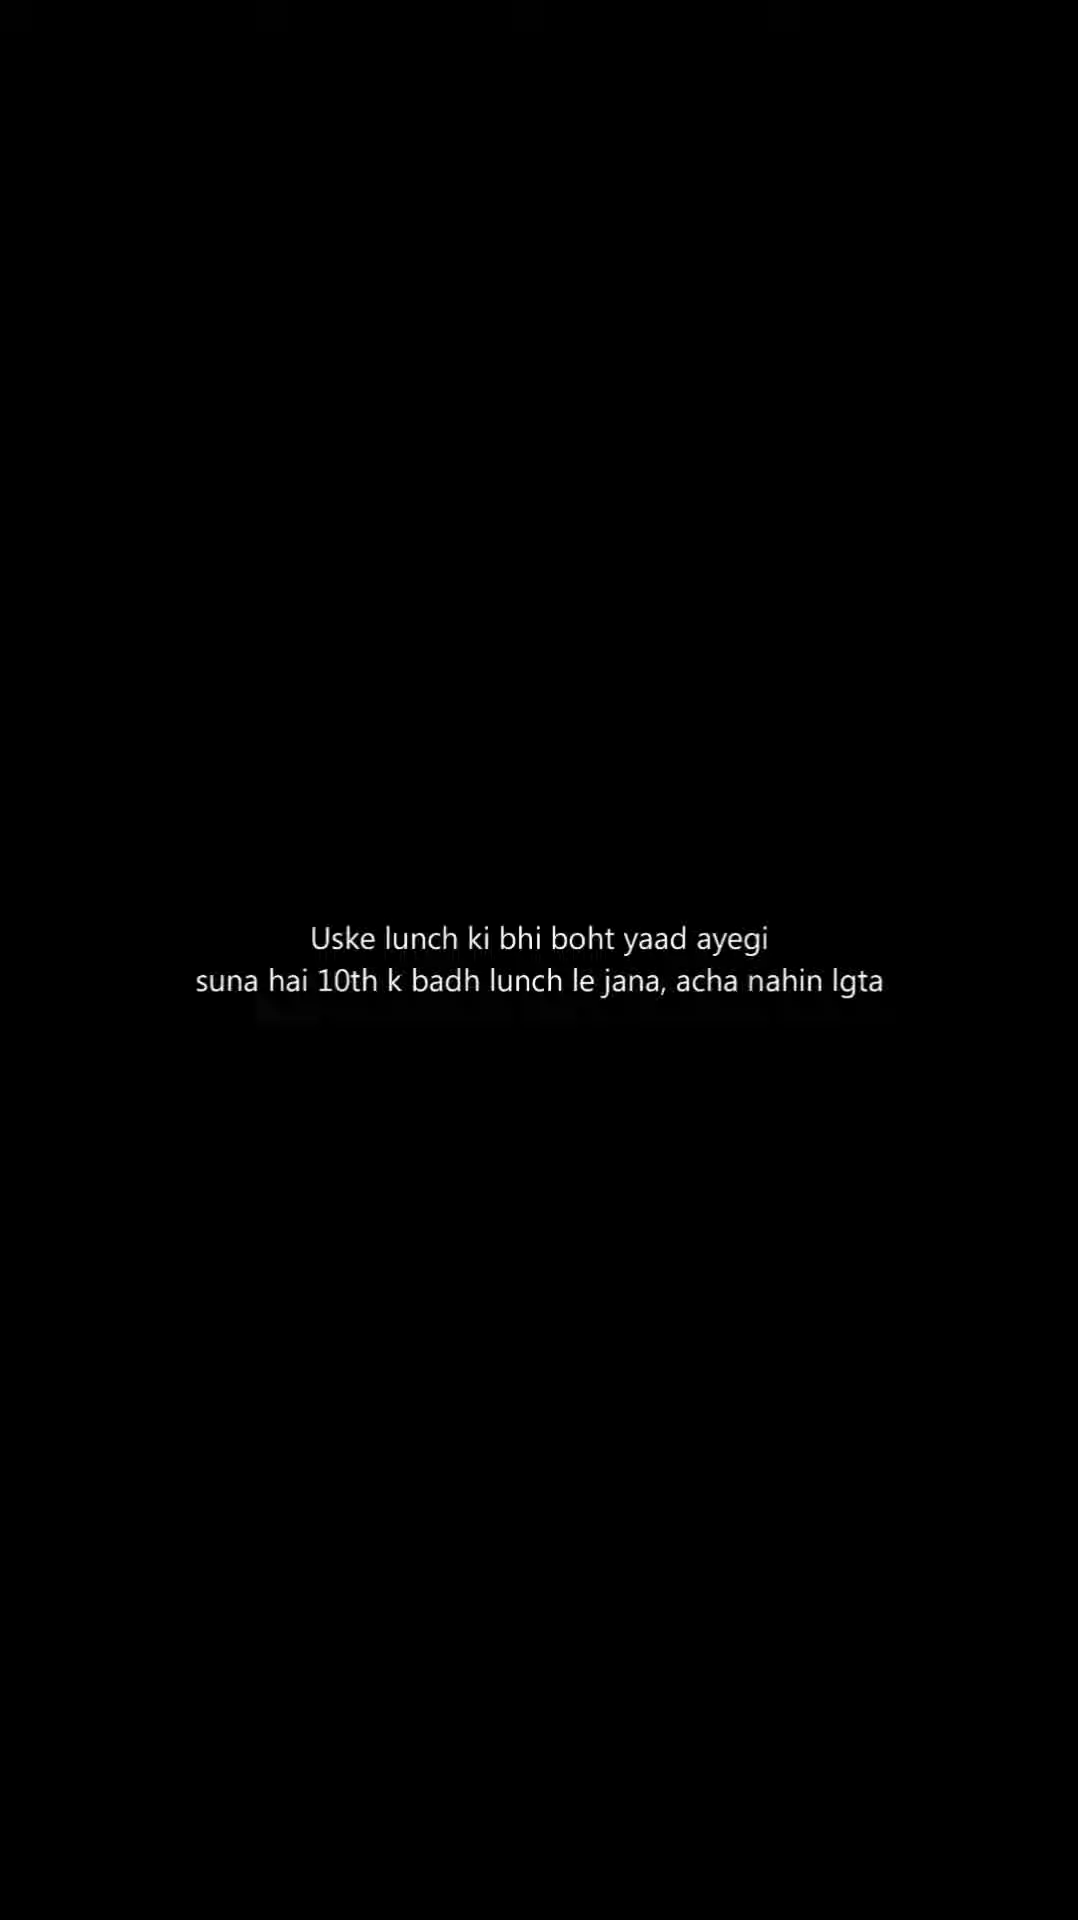 Uske lunch ki bhi boht yaad ayegi
suna hai 10th k badh lunch le jana, acha nahin lgta